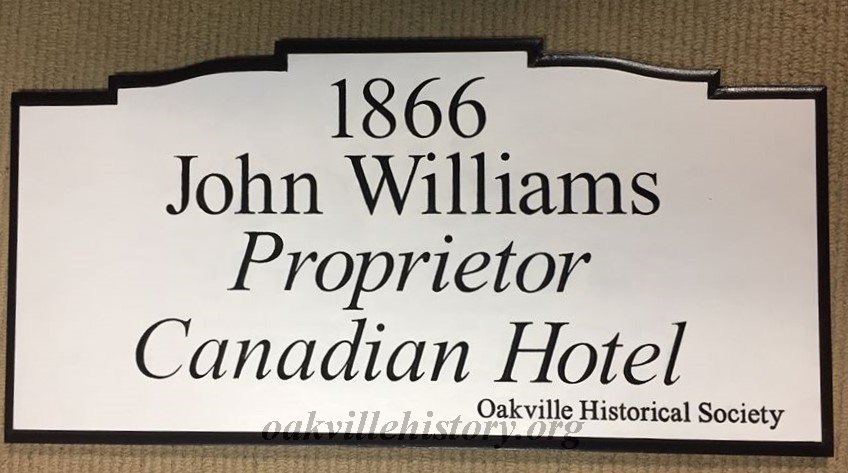 1866
John Williams
Proprietor
Canadian Hotel
Oakville Historical Society
oakvillehistory.org